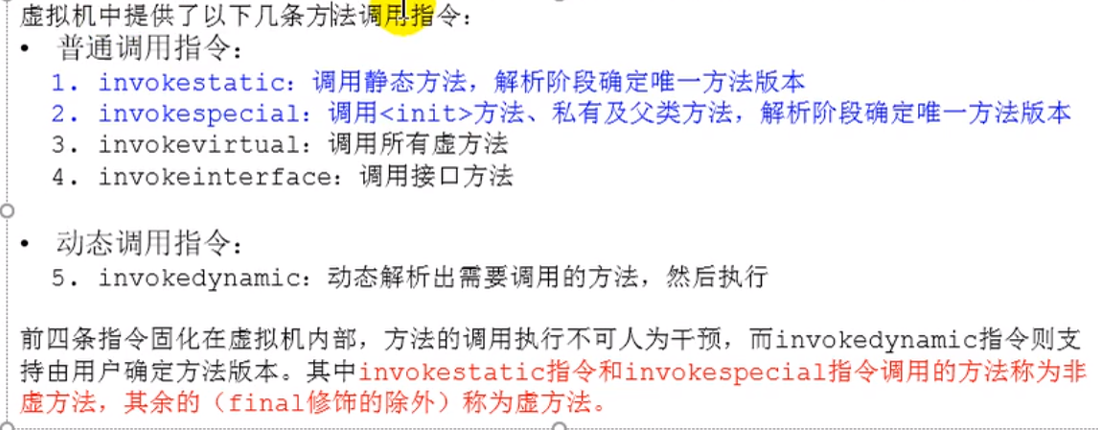 虚拟机中提供了以下几条方法调用指令：
• 普通调用指令：
1. invokestatic：调用静态方法，解析阶段确定唯一方法版本
2. invokespecial：调用<init>方法、私有及父类方法，解析阶段确定唯一方法版本
3. invokevirtual：调用所有虚方法
4. invokeinterface：调用接口方法
• 动态调用指令：
5. invokedynamic：动态解析出需要调用的方法，然后执行
前四条指令固化在虚拟机内部，方法的调用执行不可人为干预，而invokedynamic指令则支
持由用户确定方法版本。其中invokestatic指令和invokespecial指令调用的方法称为非
虚方法，其余的（final修饰的除外）称为虚方法。